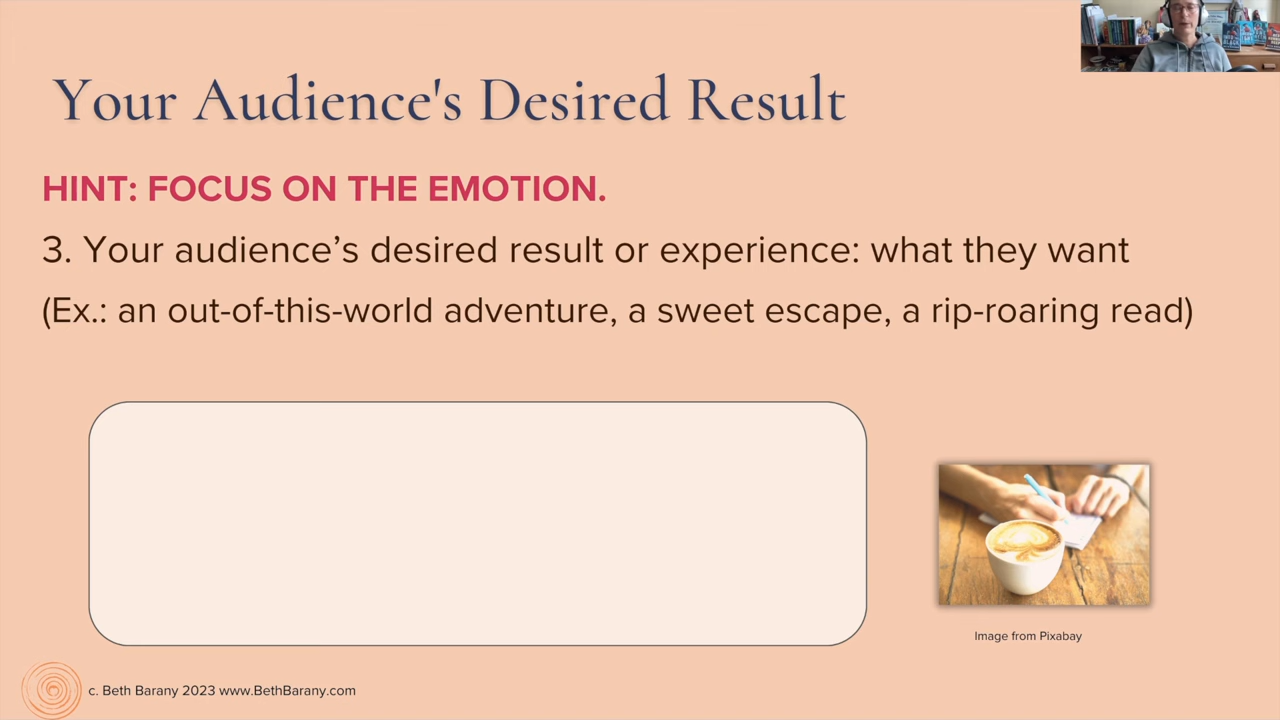 Your Audience's Desired Result
HINT: FOCUS ON THE EMOTION.
3. Your audience’s desired result or experience: what they want
(Ex.: an out-of-this-world adventure, a sweet escape, a rip-roaring read)
Image from Pixabay
c. Beth Barany 2023 www.BethBarany.com